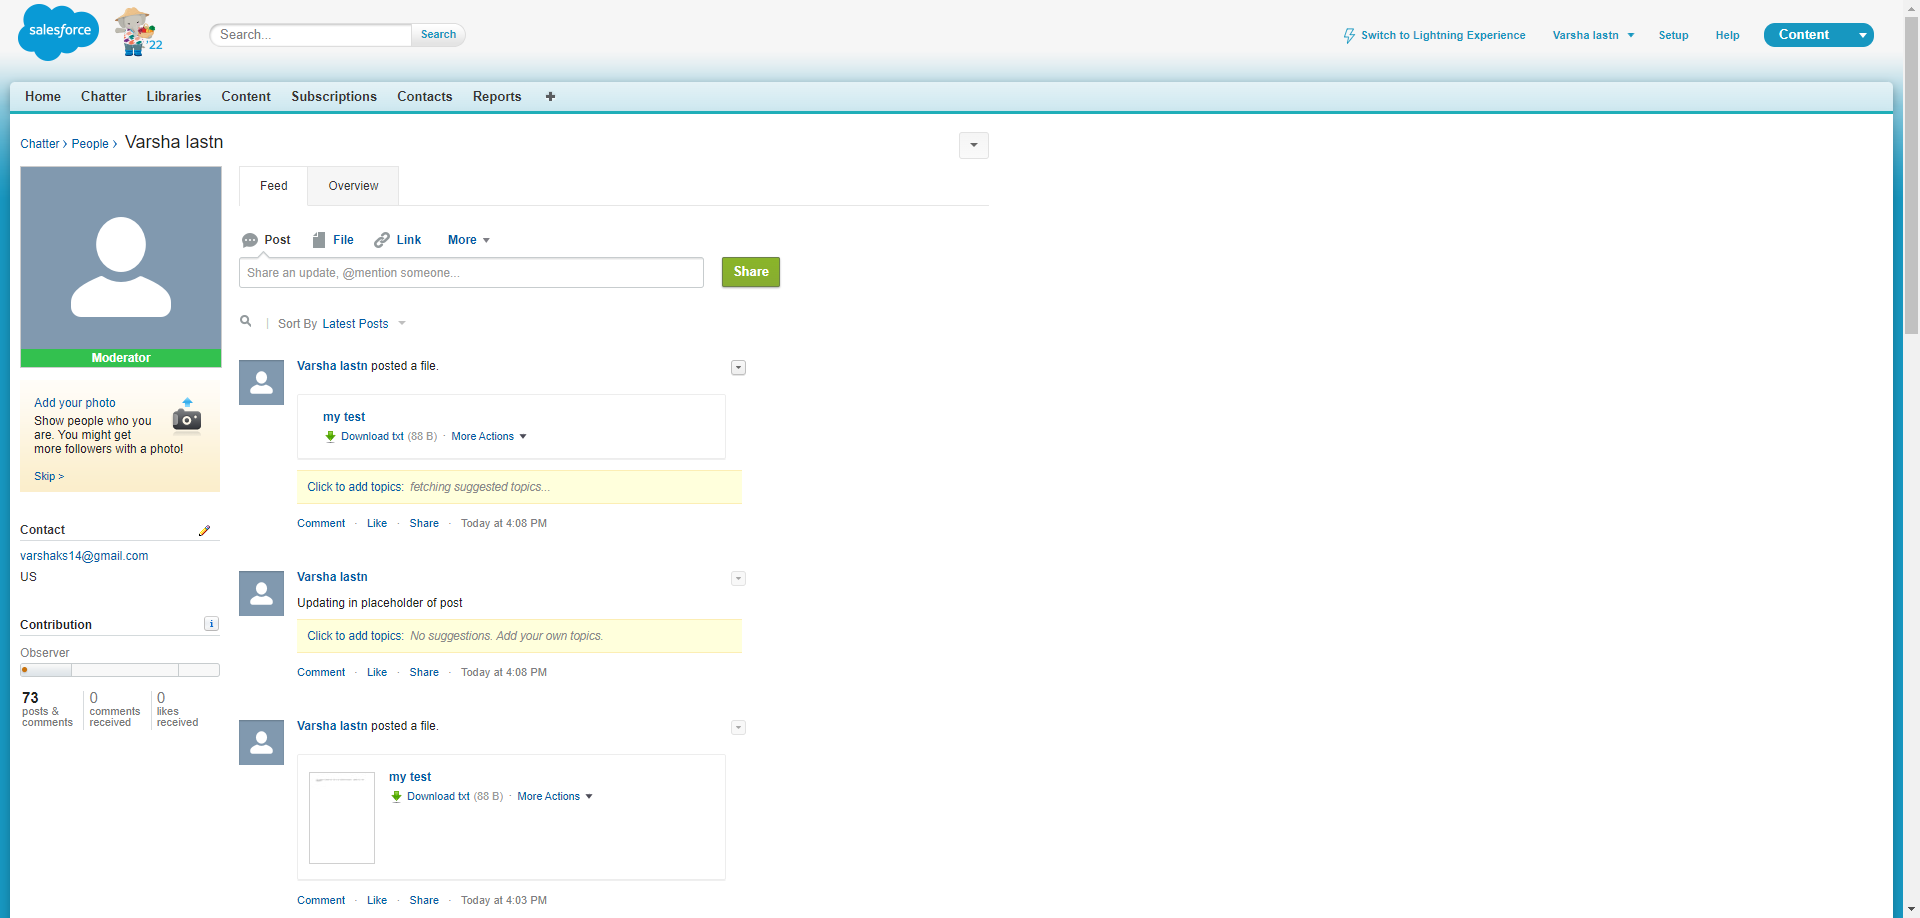 salesforce
'22
Search...
Search
Switch to Lightning Experience
Varsha lastn
Setup
Help
Content
Home
Chatter
Libraries
Content
Subscriptions
Contacts
Reports
Chatter › People › Varsha lastn
Feed
Overview
Post
File
Link
More
Share an update, @mention someone...
Share
Sort By Latest Posts
Moderator
Add your photo
Show people who you
are. You might get
more followers with a photo!
Skip >
Contact
varshaks14@gmail.com
US
Contribution
i
Observer
73
posts &
comments
0
comments
received
0
likes
received
Varsha lastn posted a file.
my test
Download txt (88 B) · More Actions
Click to add topics: fetching suggested topics...
Comment · Like · Share · Today at 4:08 PM
Varsha lastn
Updating in placeholder of post
Click to add topics: No suggestions. Add your own topics.
Comment · Like · Share · Today at 4:08 PM
Varsha lastn posted a file.
my test
Download txt (88 B) · More Actions
Comment · Like · Share · Today at 4:03 PM